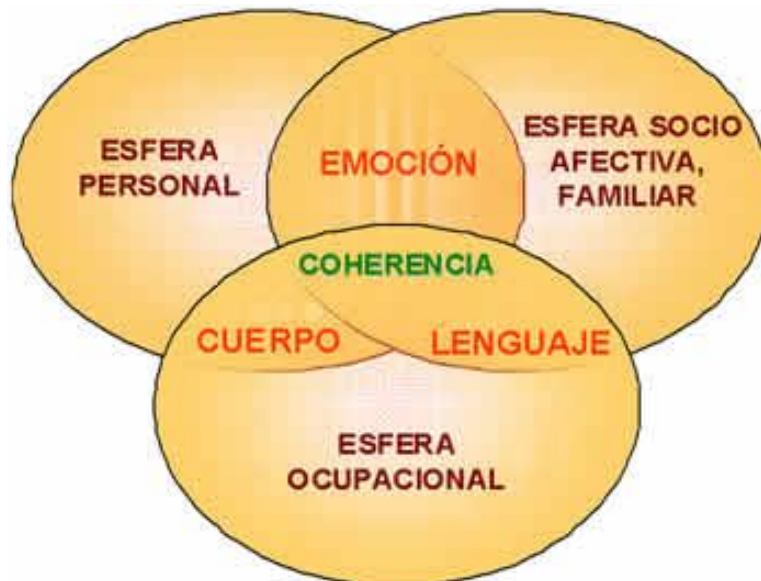 ESFERA
PERSONAL
EMOCIÓN
ESFERA SOCIO
AFECTIVA,
FAMILIAR
COHERENCIA
CUERPO
LENGUAJE
ESFERA
OCUPACIONAL